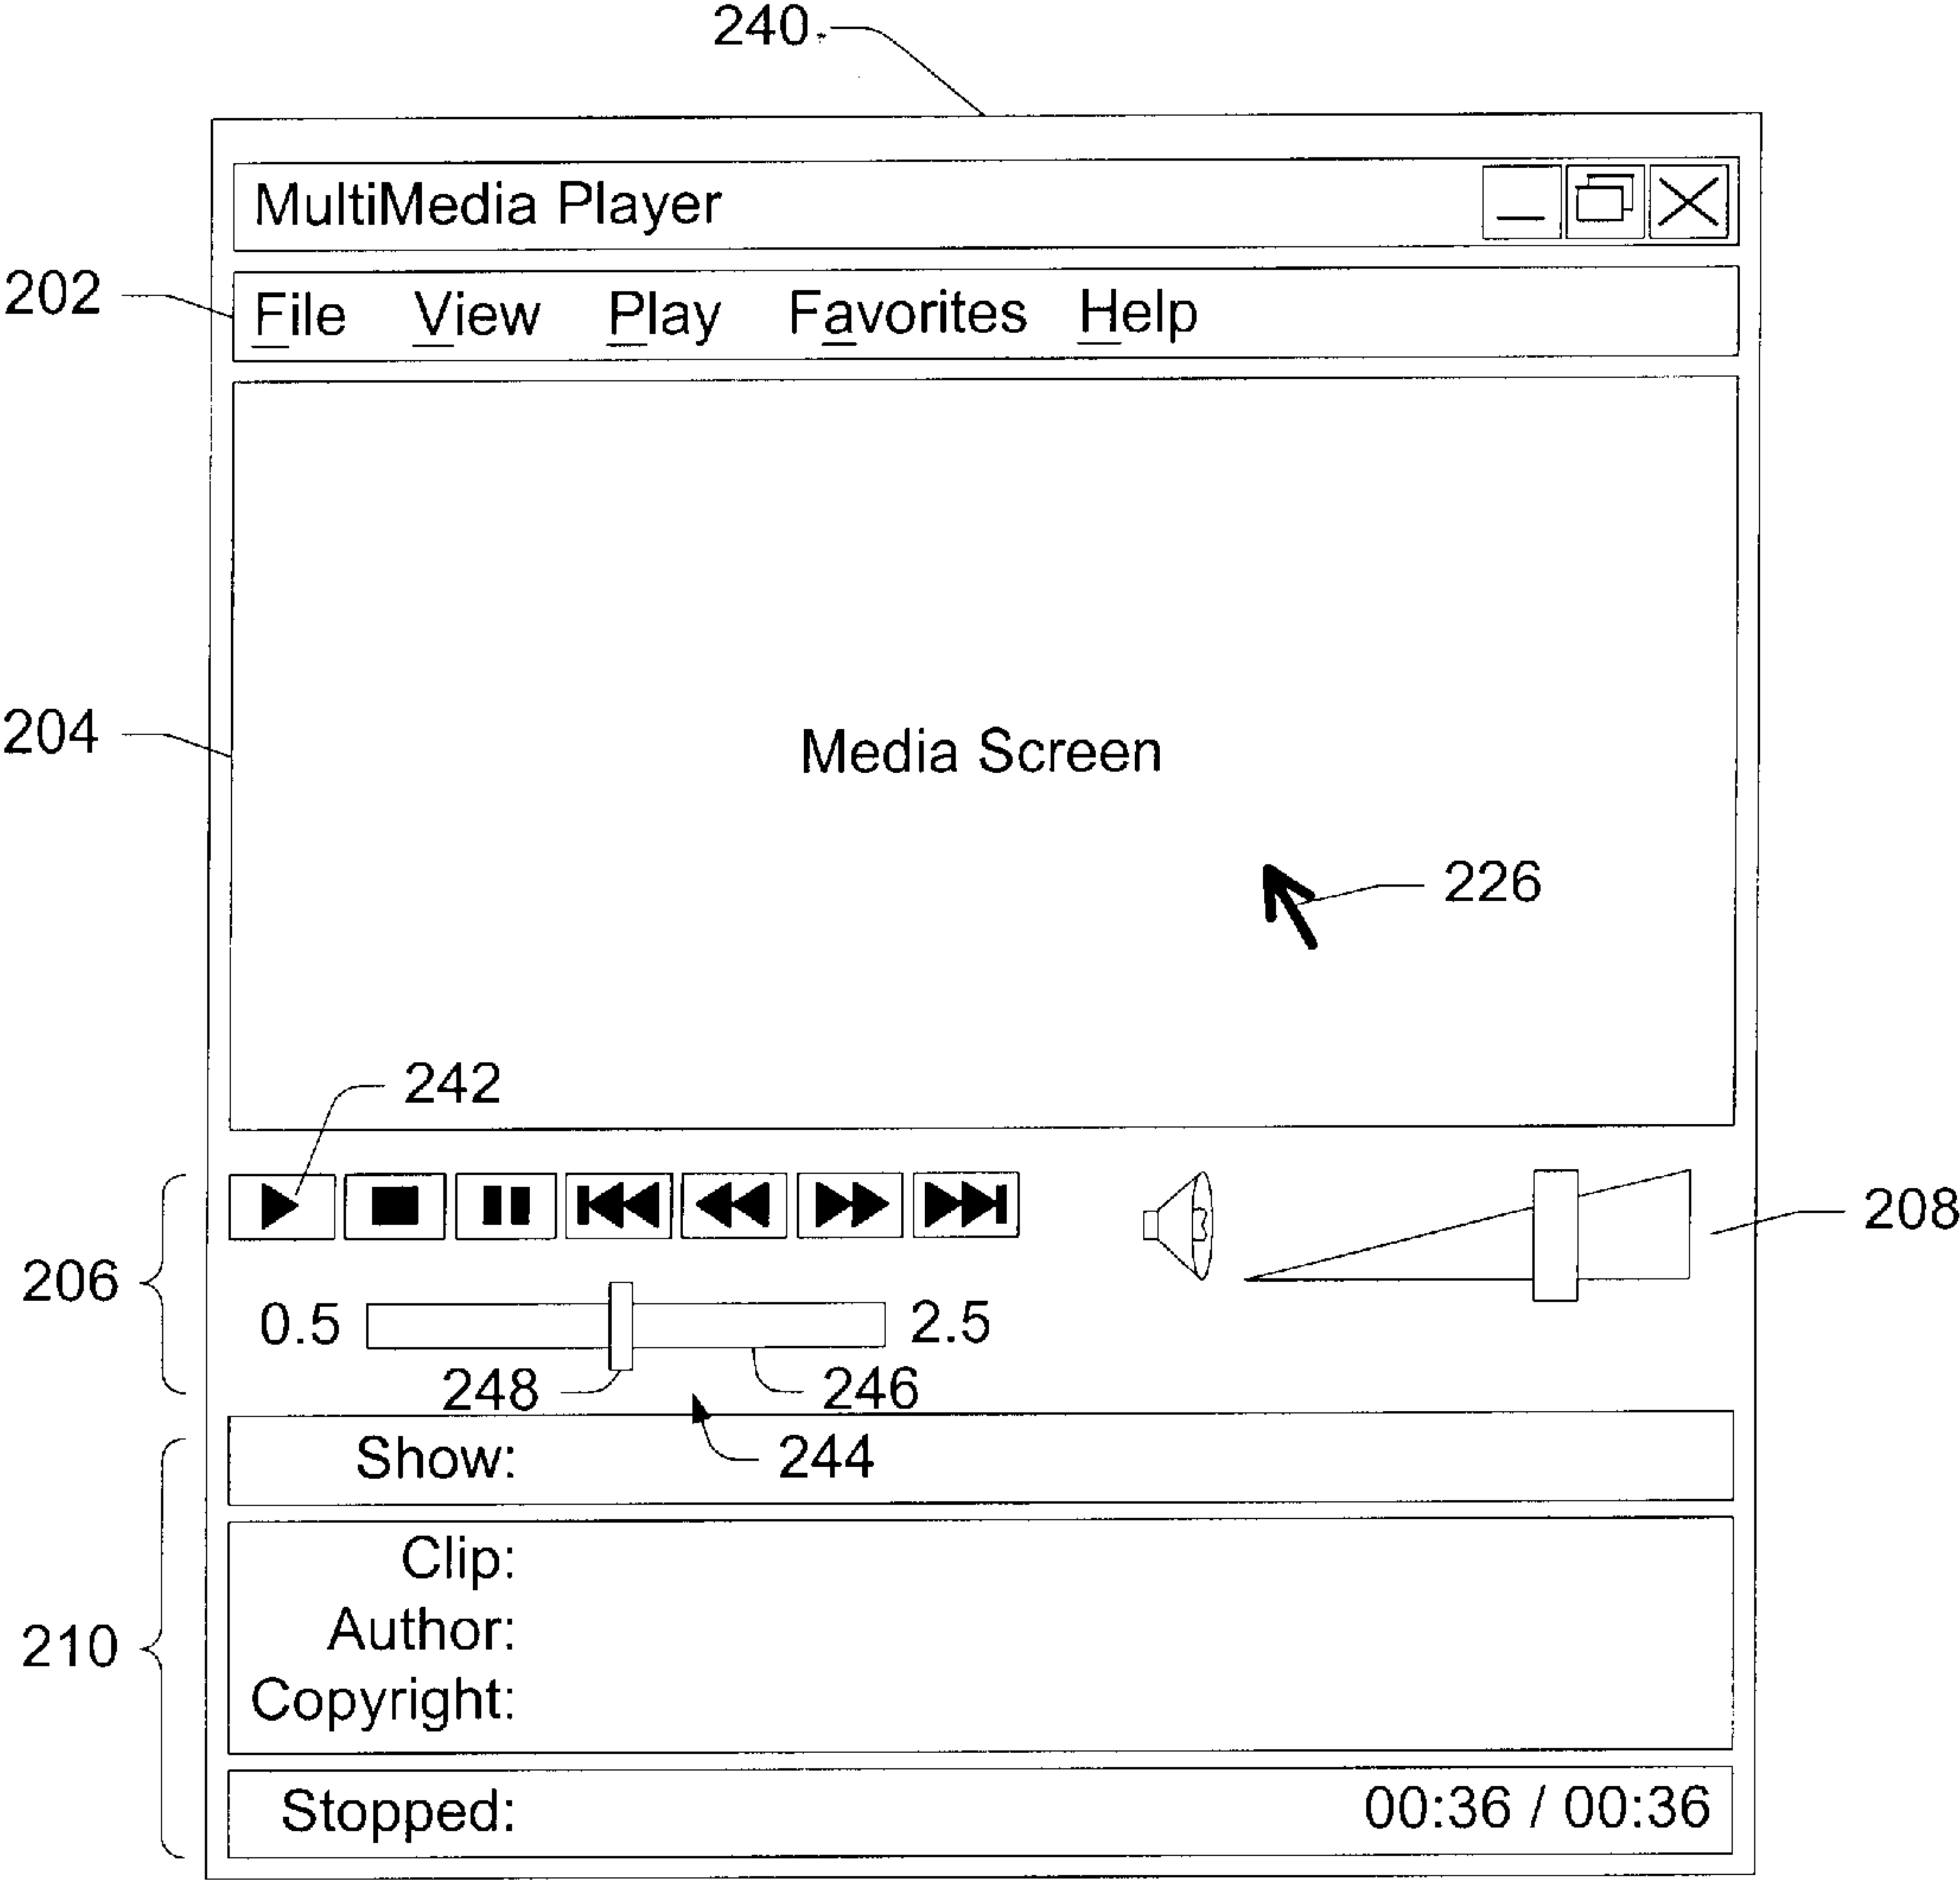 240
MultiMedia Player
202
File View Play Favorites Help
204
Media Screen
226
242
206
208
0.5
2.5
248
246
244
Show:
210
Clip:
Author:
Copyright:
Stopped: 00:36 / 00:36